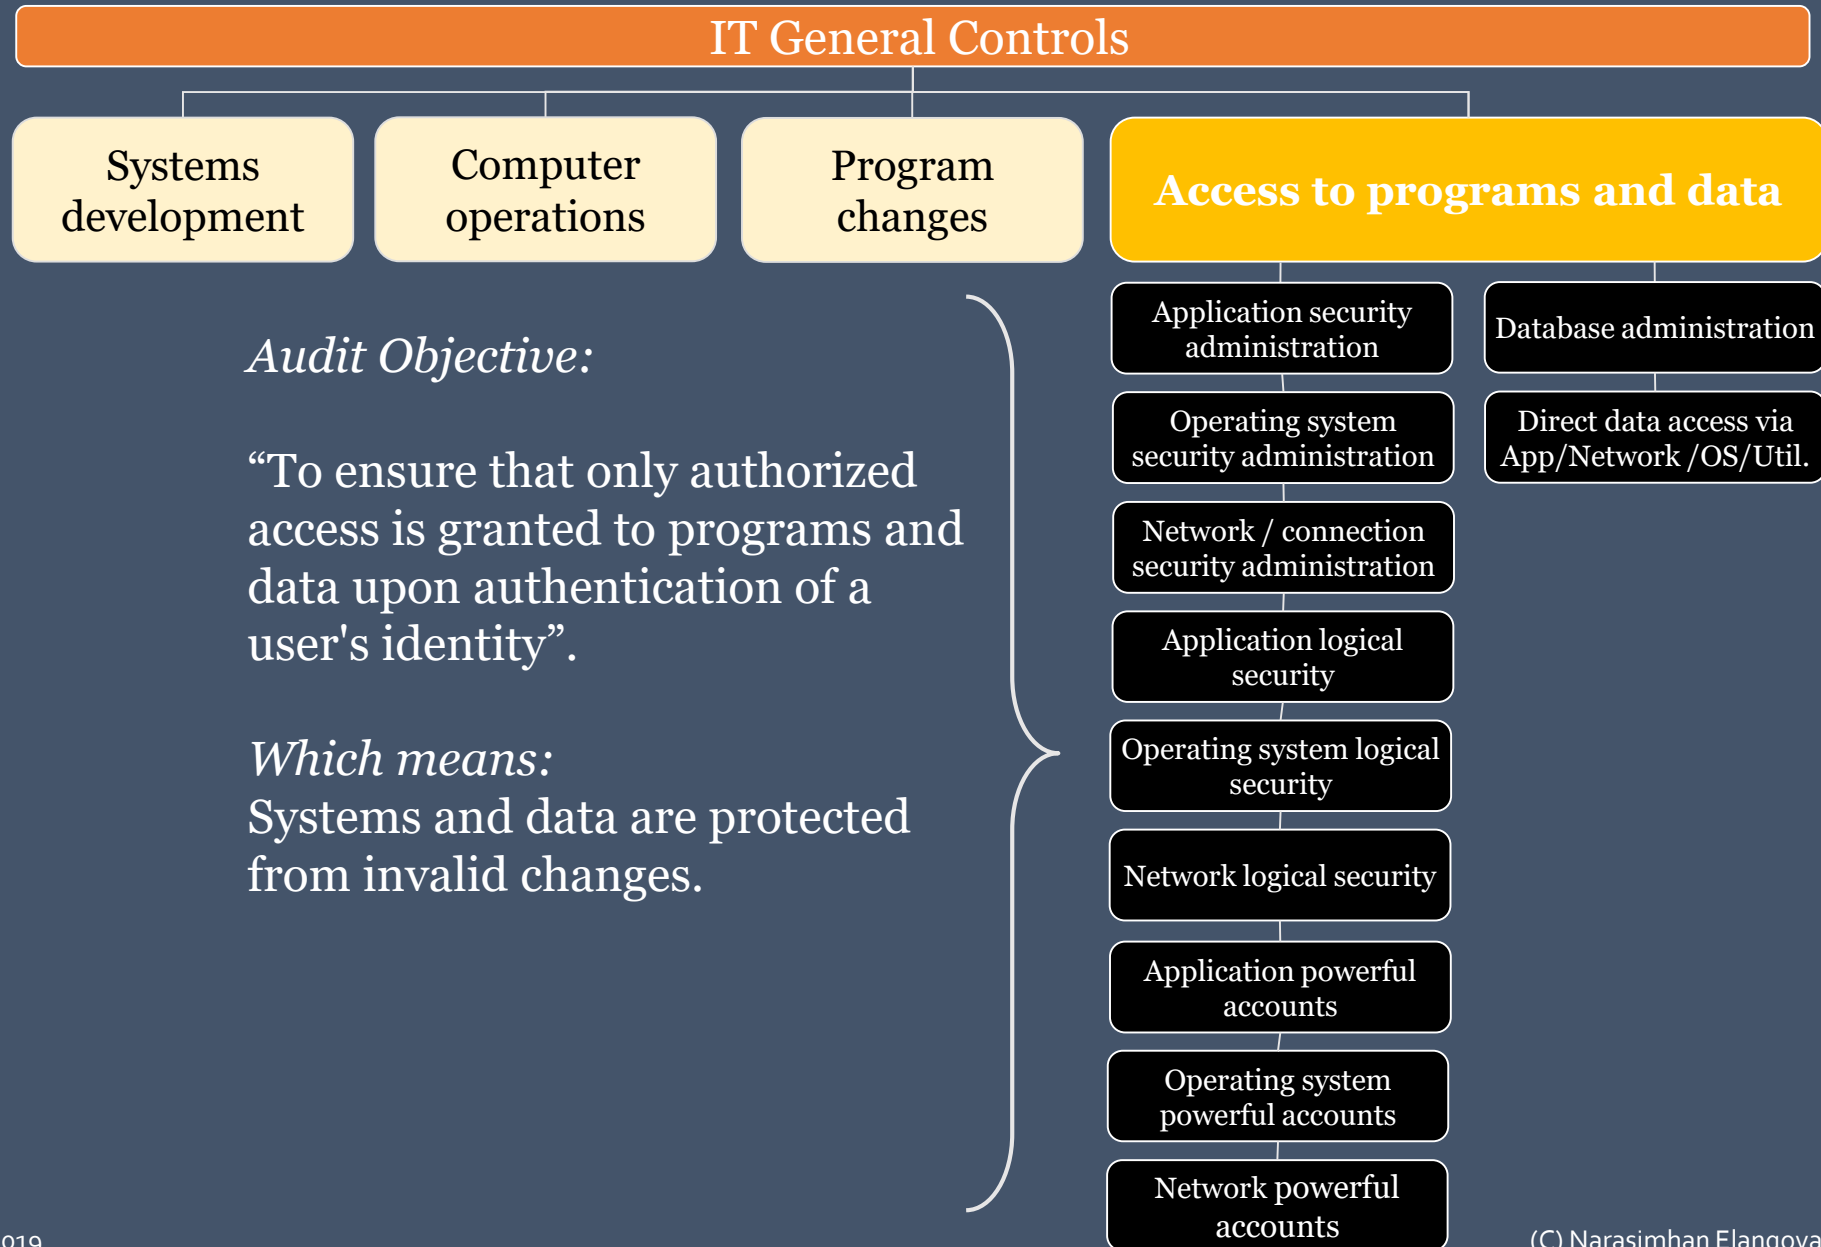 IT General Controls
Systems
development
Computer
operations
Program
changes
Access to programs and data
Audit Objective:
“To ensure that only authorized
access is granted to programs and
data upon authentication of a
user's identity”.
Which means:
Systems and data are protected
from invalid changes.
Application security
administration
Operating system
security administration
Network / connection
security administration
Application logical
security
Operating system logical
security
Network logical security
Application powerful
accounts
Operating system
powerful accounts
Network powerful
accounts
Database administration
Direct data access via
App/Network /OS/Util.
019
(C) Narasimhan Elangova